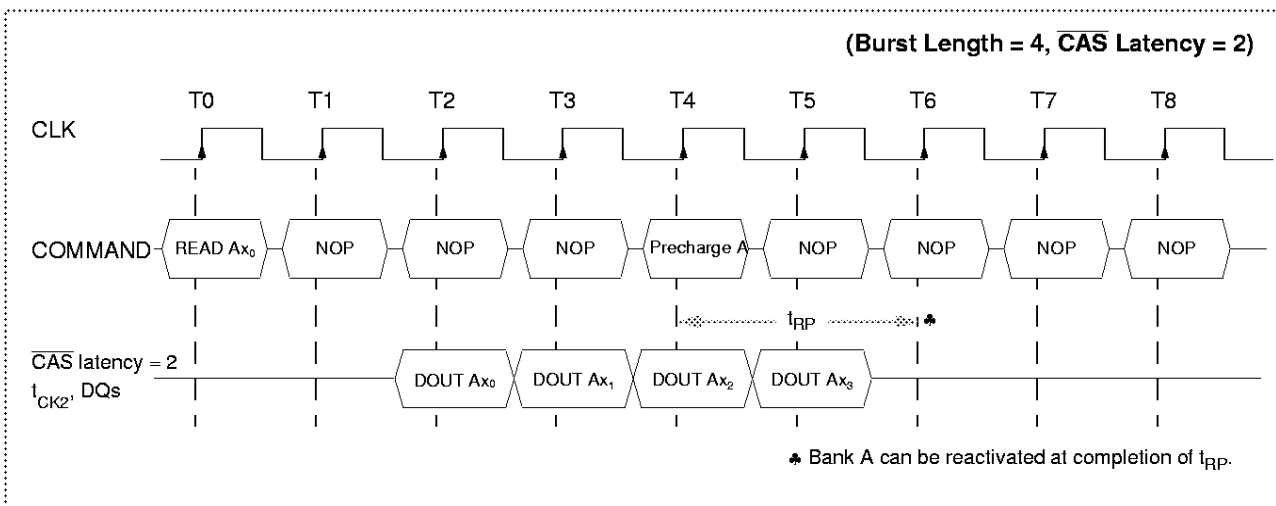 (Burst Length = 4, CAS Latency = 2)
T0 T1 T2 T3 T4 T5 T6 T7 T8
CLK
COMMAND READ Ax0 NOP NOP NOP Precharge A NOP NOP NOP NOP
tRP ♣
CAS latency = 2
tCK2, DQs
DOUT Ax0 DOUT Ax1 DOUT Ax2 DOUT Ax3
♣ Bank A can be reactivated at completion of tRP.